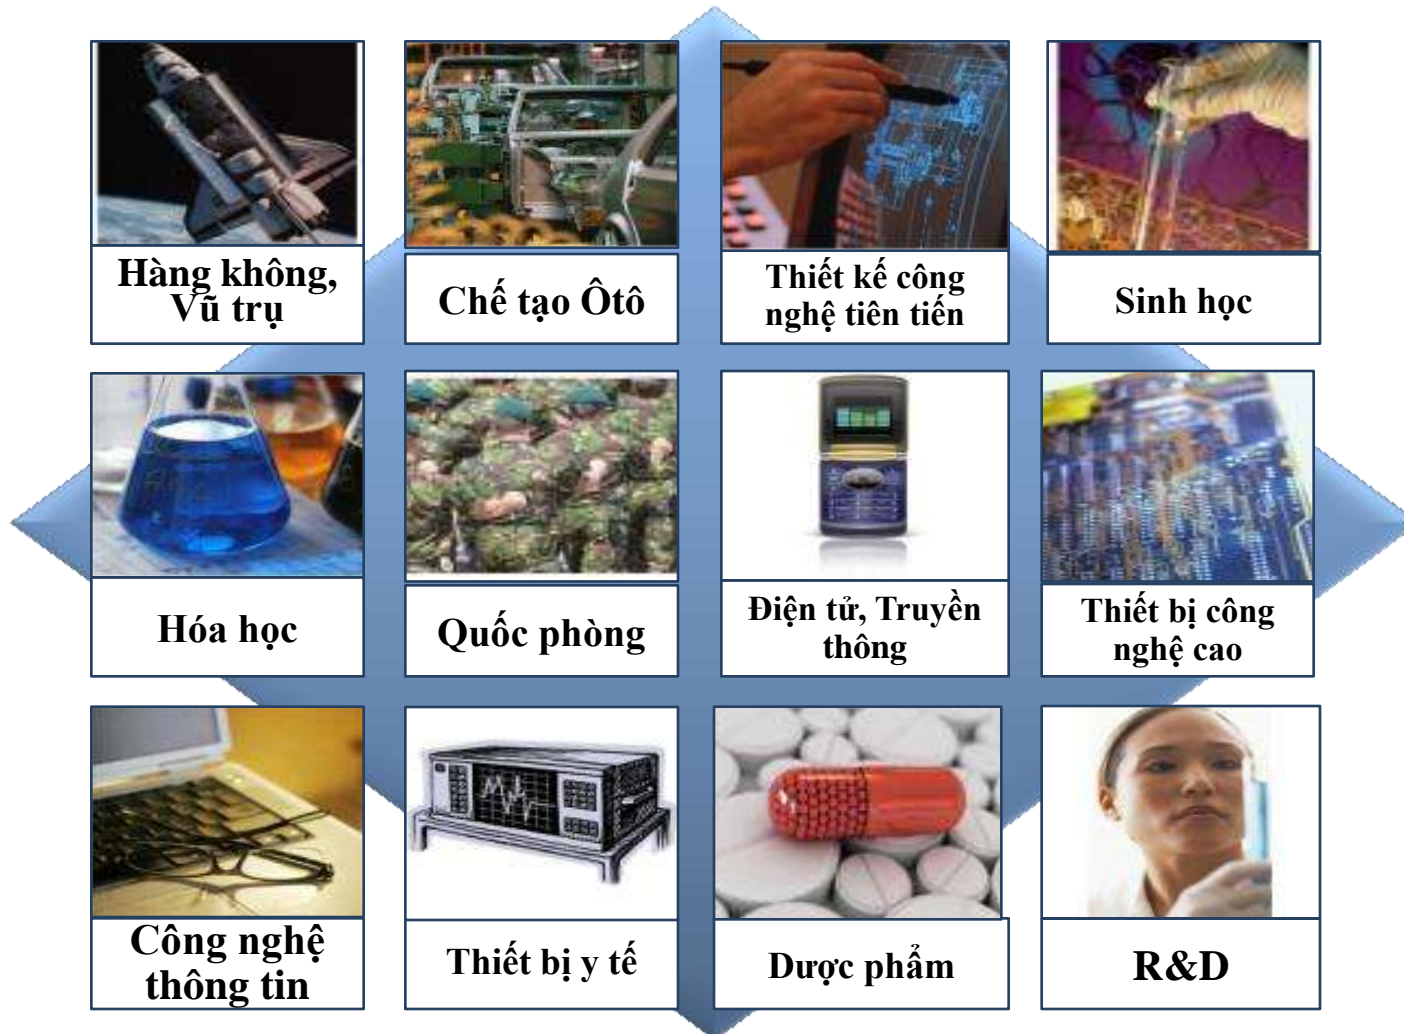 Hàng không,
Vũ trụ
Chế tạo Ôtô
Thiết kế công
nghệ tiên tiến
Sinh học
Hóa học
Quốc phòng
Điện tử, Truyền
thông
Thiết bị công
nghệ cao
Công nghệ
thông tin
Thiết bị y tế
Dược phẩm
R&D